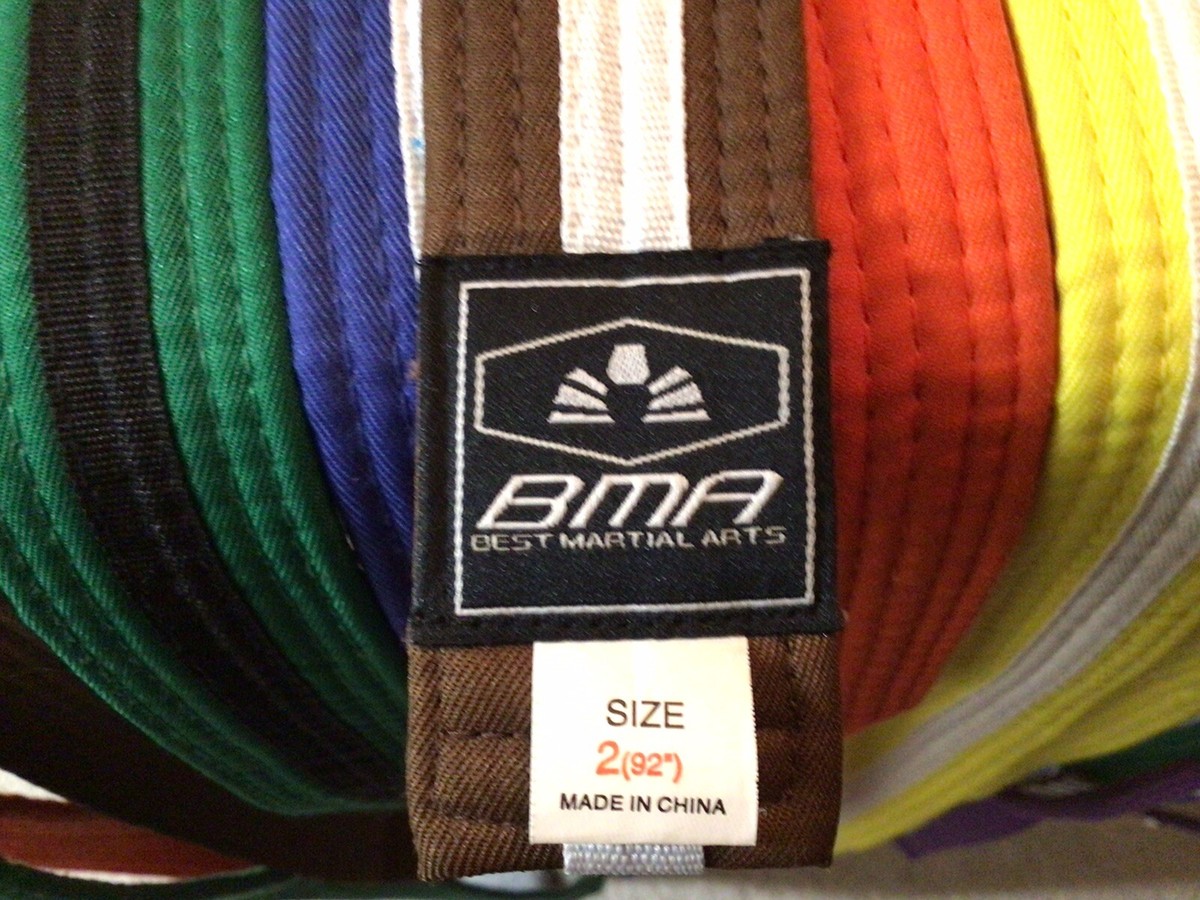 BMA
BEST MARTIAL ARTS
SIZE
2(92")
MADE IN CHINA